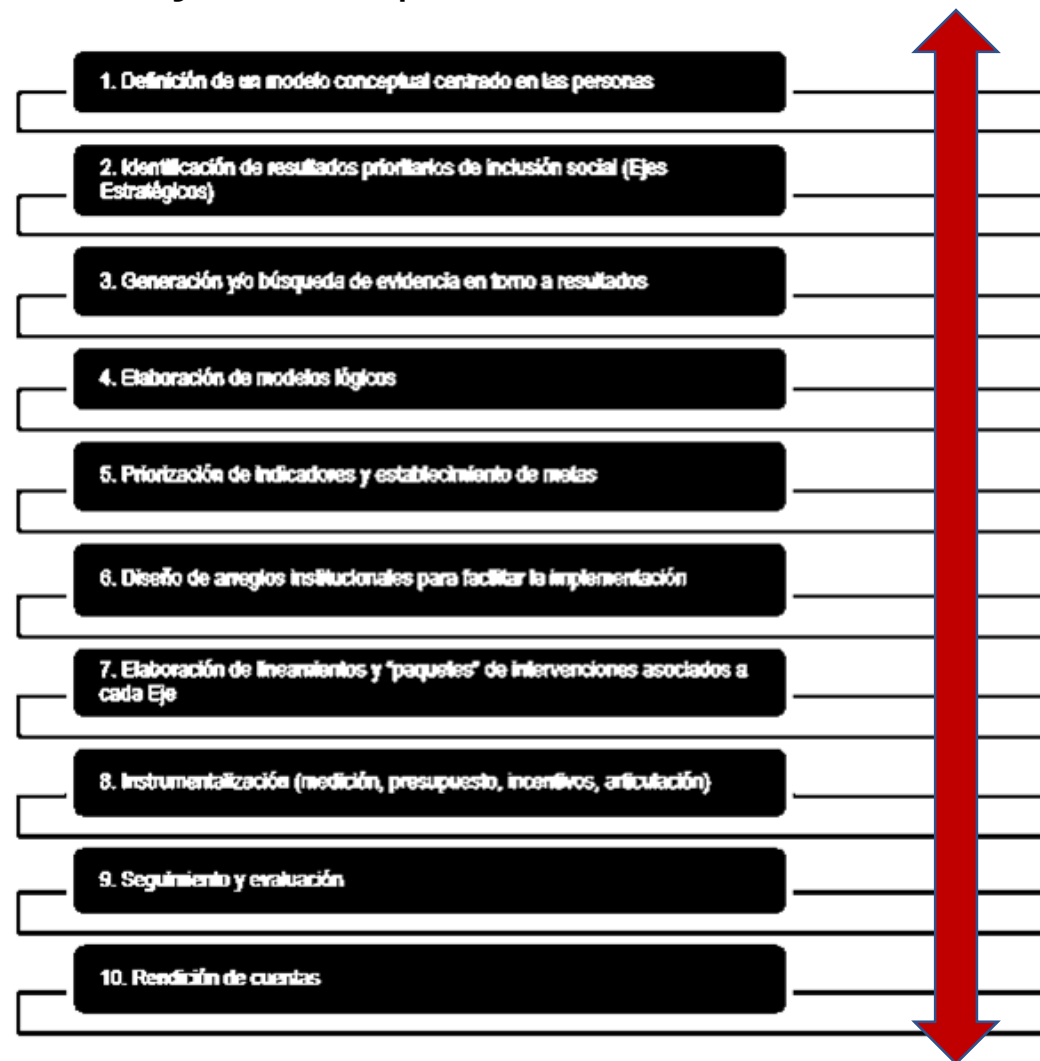 1. Definición de un modelo conceptual centrado en las personas
2. Identificación de resultados prioritarios de inclusión social (Ejes
Estratégicos)
3. Generación y/o búsqueda de evidencia en torno a resultados
4. Elaboración de modelos lógicos
5. Priorización de indicadores y establecimiento de metas
6. Diseño de arreglos institucionales para facilitar la implementación
7. Elaboración de lineamientos y "paquetes" de intervenciones asociados a
cada Eje
8. Instrumentalización (medición, presupuesto, incentivos, articulación)
9. Seguimiento y evaluación
10. Rendición de cuentas